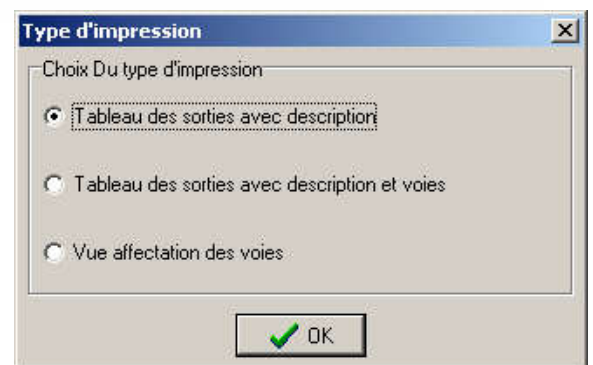 Type d'impression
Choix Du type d'impression
Tableau des sorties avec description
Tableau des sorties avec description et voies
Vue affectation des voies
OK